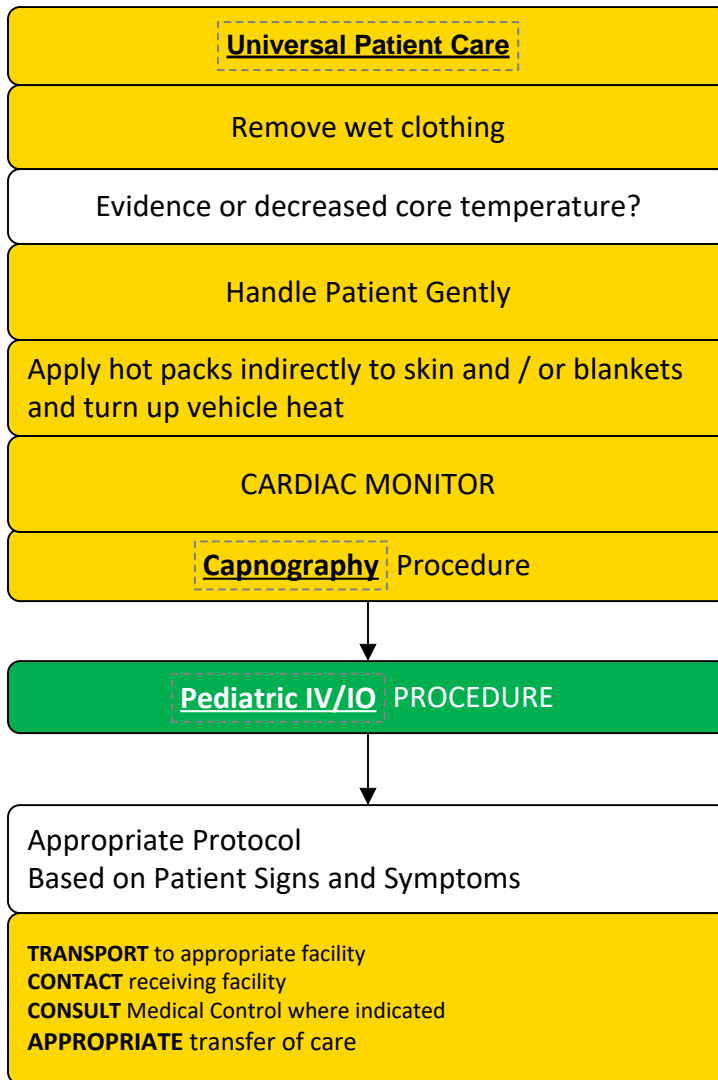 Universal Patient Care
Remove wet clothing
Evidence or decreased core temperature?
Handle Patient Gently
Apply hot packs indirectly to skin and / or blankets
and turn up vehicle heat
CARDIAC MONITOR
Capnography Procedure
Pediatric IV/IO PROCEDURE
Appropriate Protocol
Based on Patient Signs and Symptoms
TRANSPORT to appropriate facility
CONTACT receiving facility
CONSULT Medical Control where indicated
APPROPRIATE transfer of care